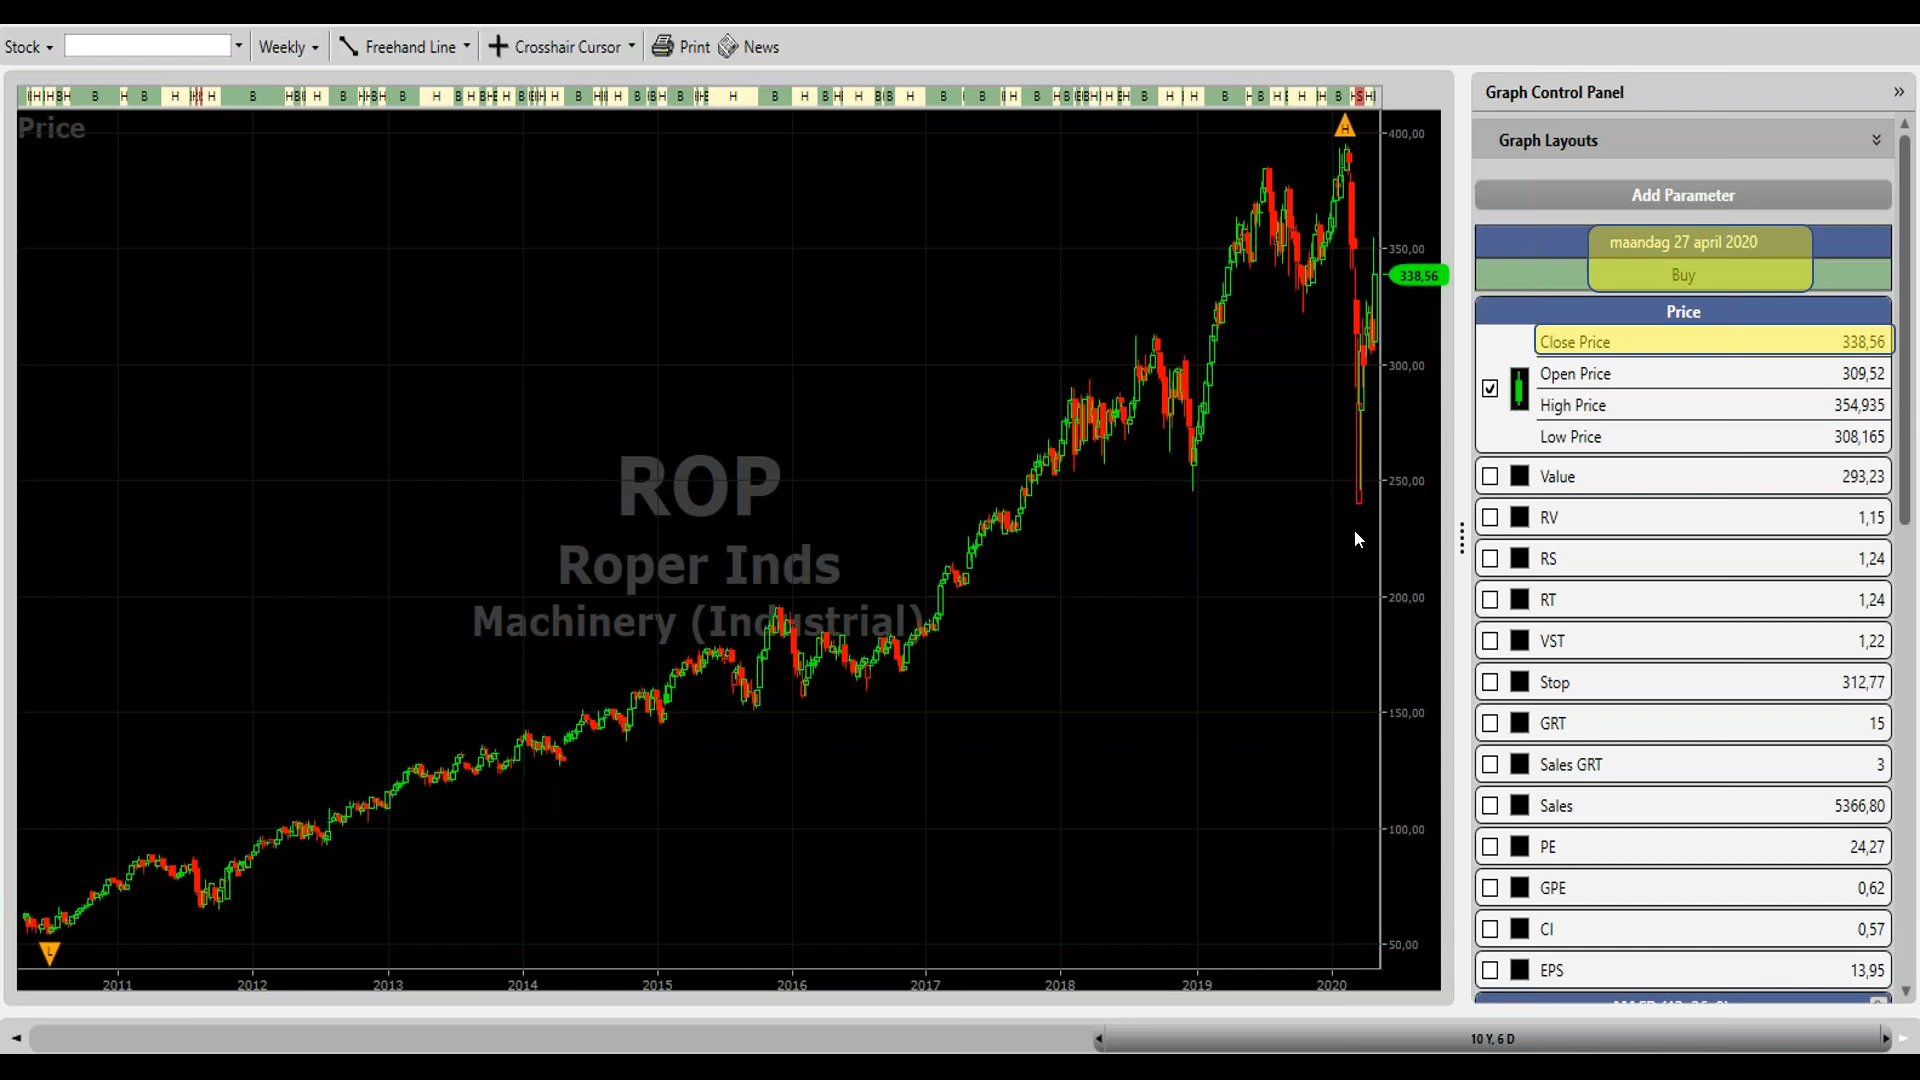 Stock
Weekly
Freehand Line
Crosshair Cursor
Print
News
Price
H
400,00
350,00
338,56
300,00
250,00
200,00
150,00
100,00
50,00
ROP
Roper Inds
Machinery (Industrial)
L
2011 2012 2013 2014 2015 2016 2017 2018 2019 2020
Graph Control Panel
Graph Layouts
Add Parameter
maandag 27 april 2020
Buy
Price
Close Price 338,56
Open Price 309,52
High Price 354,935
Low Price 308,165
Value 293,23
RV 1,15
RS 1,24
RT 1,24
VST 1,22
Stop 312,77
GRT 15
Sales GRT 3
Sales 5366,80
PE 24,27
GPE 0,62
CI 0,57
EPS 13,95
10 Y, 6 D